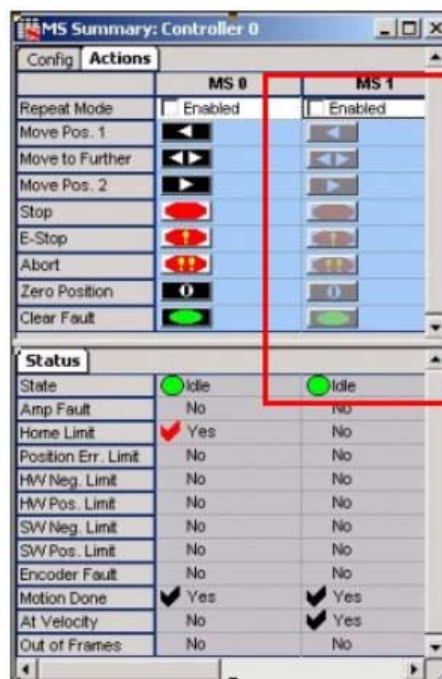 MS Summary: Controller 0
Config Actions
MS 0 MS 1
Repeat Mode Enabled Enabled
Move Pos. 1
Move to Further
Move Pos. 2
Stop
E-Stop ! !
Abort !! !!
Zero Position 0 0
Clear Fault
Status
State Idle Idle
Amp Fault No No
Home Limit Yes No
Position Err. Limit No No
HW Neg. Limit No No
HW Pos. Limit No No
SW Neg. Limit No No
SW Pos. Limit No No
Encoder Fault No No
Motion Done Yes Yes
At Velocity No Yes
Out of Frames No No